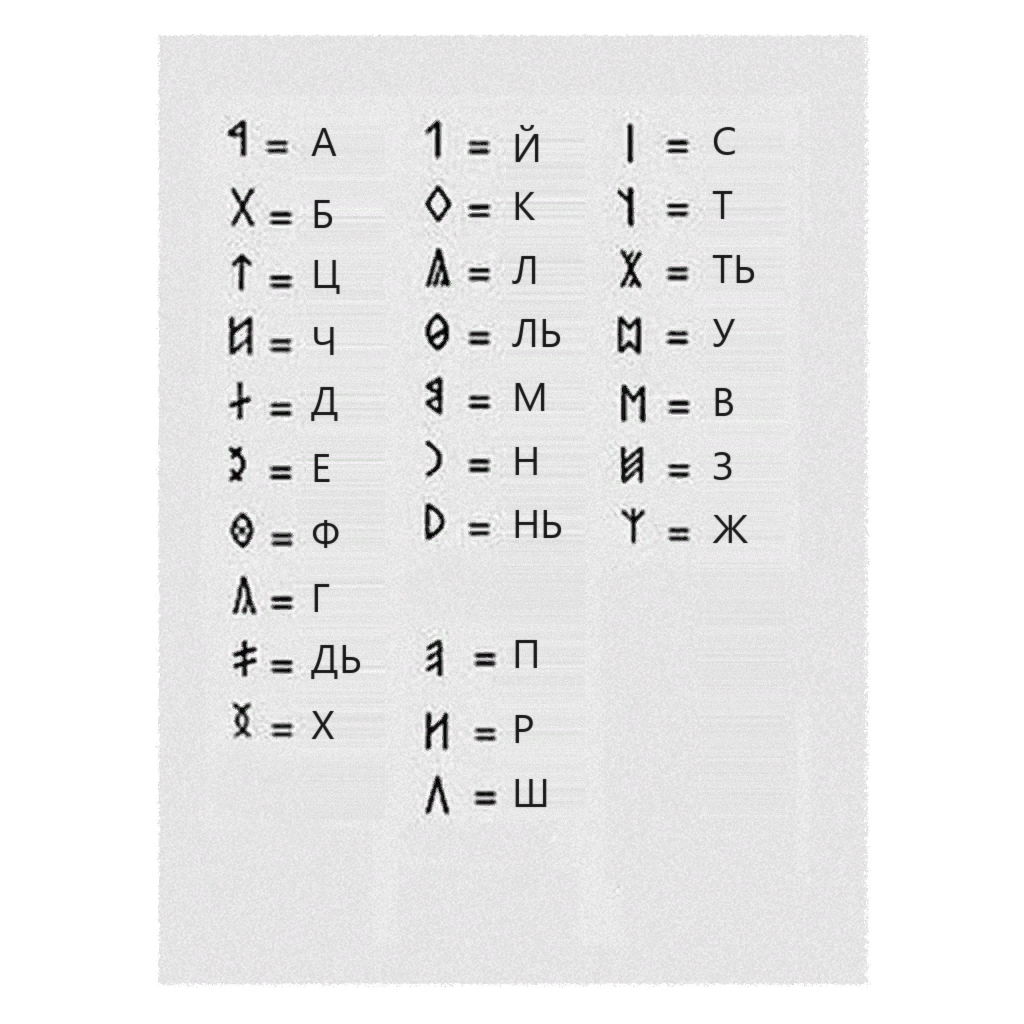 𐲀 = А
𐲂 = Б
𐲄 = Ц
𐲆 = Ч
𐲇 = Д
𐲉 = Е
𐲌 = Ф
𐲍 = Г
𐲎 = ДЬ
𐲏 = Х
𐲒 = Й
𐲓 = К
𐲖 = Л
𐲗 = ЛЬ
𐲘 = М
𐲙 = Н
𐲚 = НЬ
𐲠 = П
𐲢 = Р
𐲤 = Ш
𐲥 = С
𐲦 = Т
𐲨 = ТЬ
𐲪 = У
𐲮 = В
𐲯 = З
𐲰 = Ж